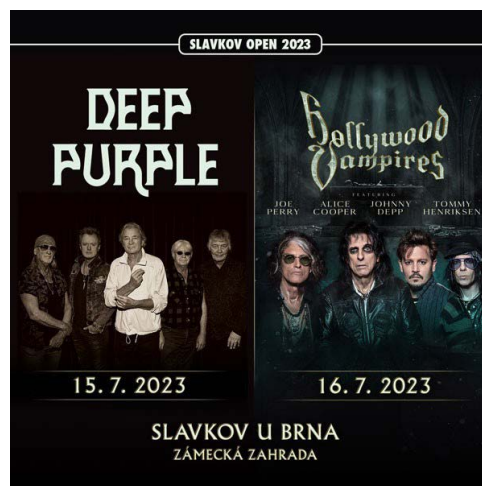 SLAVKOV OPEN 2023
DEEP
PURPLE
Hollywood
Vampires
FEATURING
JOE
PERRY
ALICE
COOPER
JOHNNY
DEPP
TOMMY
HENRIKSEN
15. 7. 2023
16. 7. 2023
SLAVKOV U BRNA
ZÁMECKÁ ZAHRADA